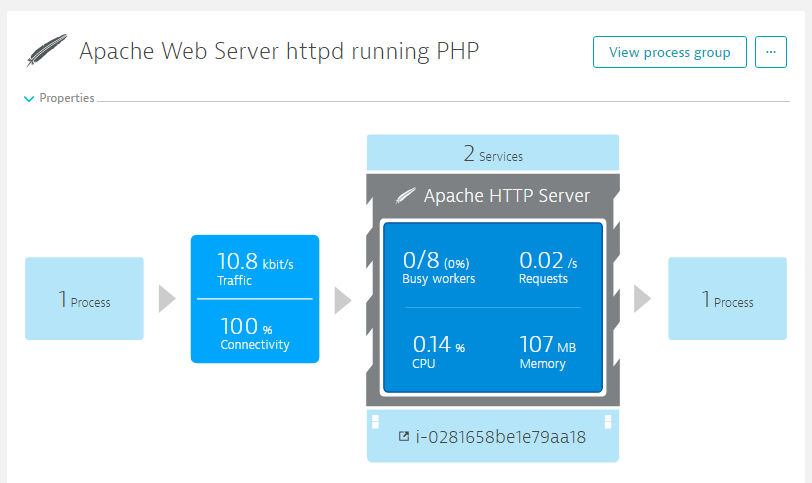 Apache Web Server httpd running PHP
View process group
...
Properties
2 Services
Apache HTTP Server
10.8 kbit/s
Traffic
100 %
Connectivity
1 Process
0/8 (0%)
Busy workers
0.02 /s
Requests
0.14 %
CPU
107 MB
Memory
1 Process
i-0281658be1e79aa18